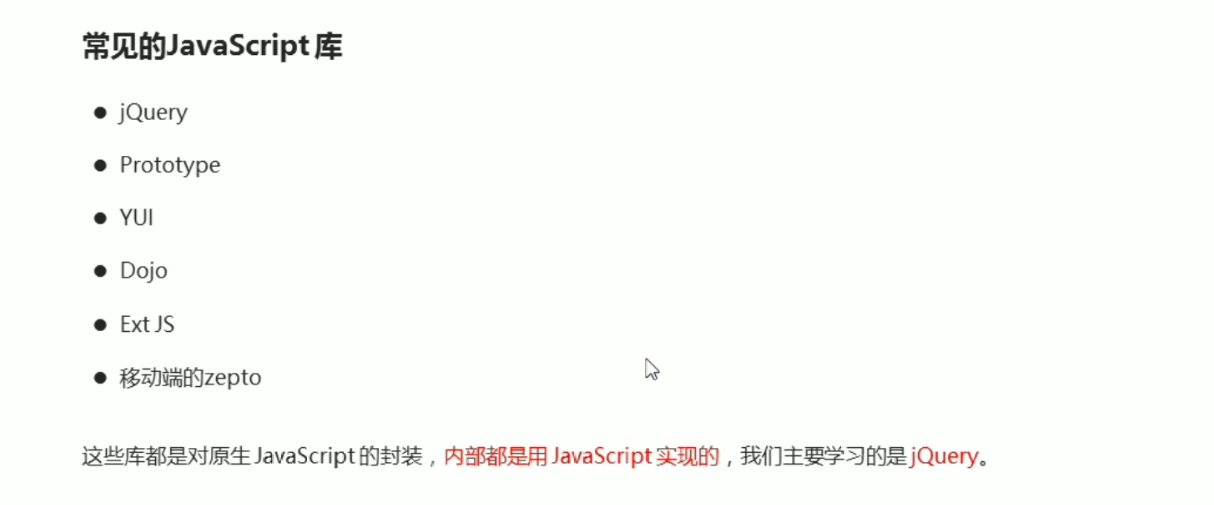 常见的JavaScript 库
● jQuery
● Prototype
● YUI
● Dojo
● Ext JS
● 移动端的zepto
这些库都是对原生 JavaScript 的封装，内部都是用 JavaScript 实现的，我们主要学习的是 jQuery。